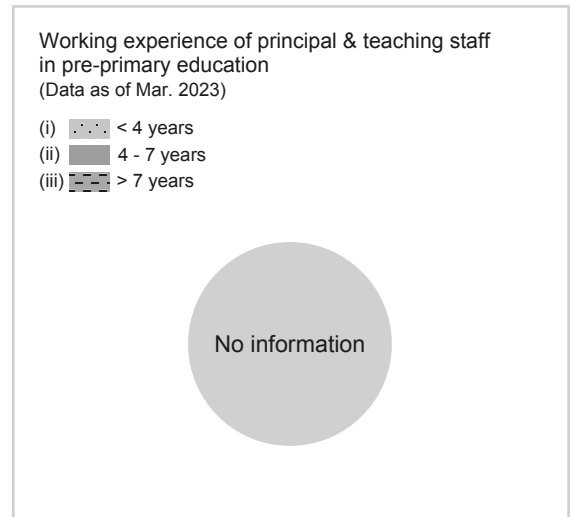 Working experience of principal & teaching staff
in pre-primary education
(Data as of Mar. 2023)
(i) < 4 years
(ii) 4 - 7 years
(iii) > 7 years
No information